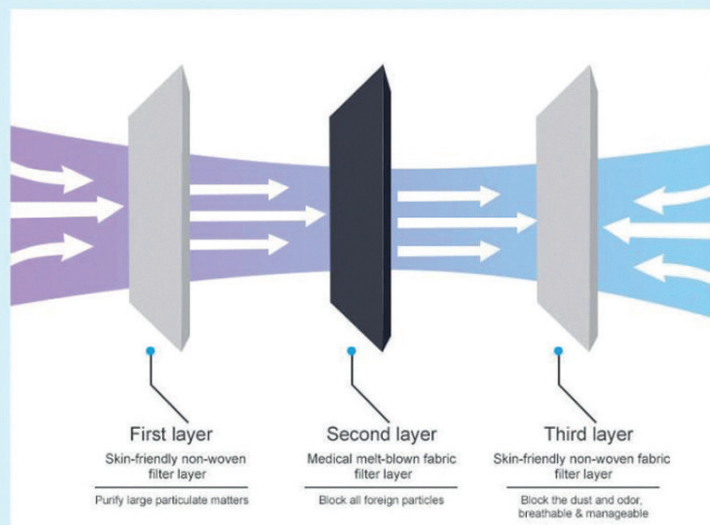 First layer
Skin-friendly non-woven
filter layer
Purify large particulate matters
Second layer
Medical melt-blown fabric
filter layer
Block all foreign particles
Third layer
Skin-friendly non-woven fabric
filter layer
Block the dust and odor,
breathable & manageable